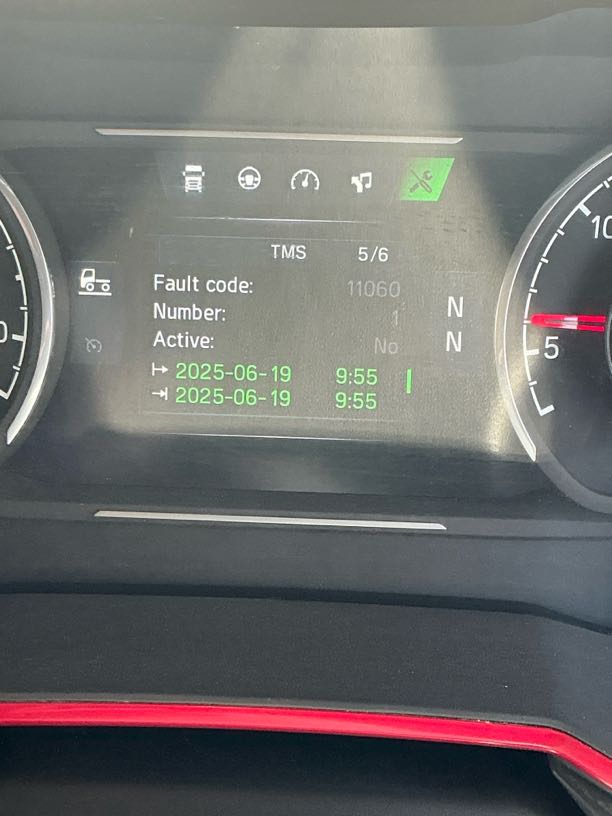 TMS 5/6
Fault code: 11060
Number: 1
Active: No
2025-06-19 9:55
2025-06-19 9:55
N
N
0
10
5